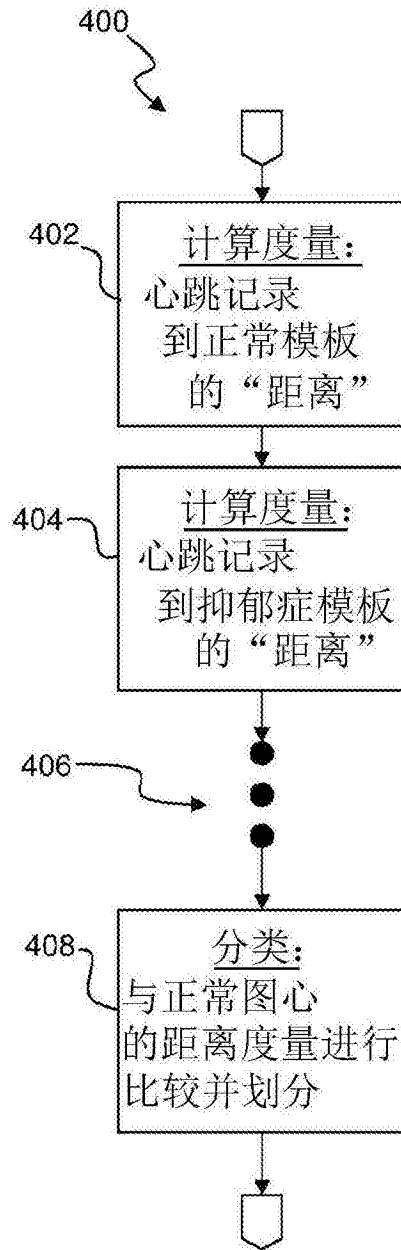 400
402
计算度量：
心跳记录
到正常模板
的“距离”
404
计算度量：
心跳记录
到抑郁症模板
的“距离”
406
408
分类：
与正常图心
的距离度量进行
比较并划分